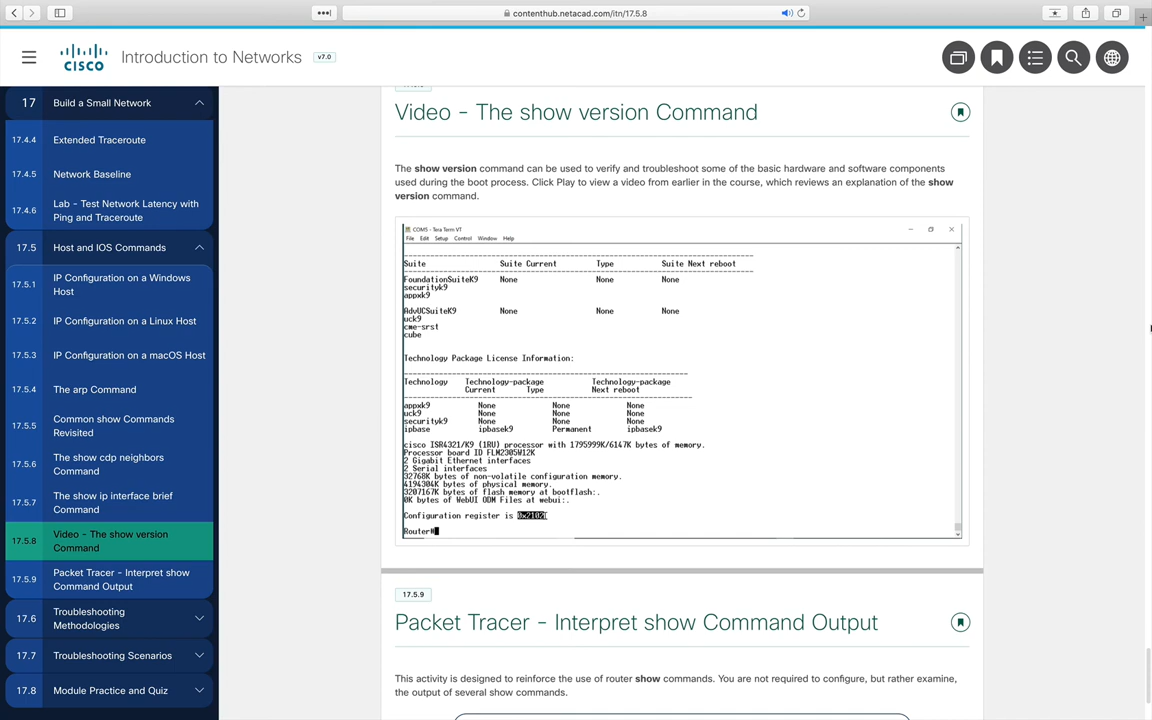 contenthub.netacad.com/itn/17.5.8
CISCO
Introduction to Networks
v7.0
17
Build a Small Network
17.4.4
Extended Traceroute
17.4.5
Network Baseline
17.4.6
Lab - Test Network Latency with
Ping and Traceroute
17.5
Host and IOS Commands
17.5.1
IP Configuration on a Windows
Host
17.5.2
IP Configuration on a Linux Host
17.5.3
IP Configuration on a macOS Host
17.5.4
The arp Command
17.5.5
Common show Commands
Revisited
17.5.6
The show cdp neighbors
Command
17.5.7
The show ip interface brief
Command
17.5.8
Video - The show version
Command
17.5.9
Packet Tracer - Interpret show
Command Output
17.6
Troubleshooting
Methodologies
17.7
Troubleshooting Scenarios
17.8
Module Practice and Quiz
Video - The show version Command
The show version command can be used to verify and troubleshoot some of the basic hardware and software components
used during the boot process. Click Play to view a video from earlier in the course, which reviews an explanation of the show
version command.
COM5 - Tera Term VT
File Edit Setup Control Window Help
Suite Suite Current Type Suite Next reboot
FoundationSuiteK9 None None None
securityk9
appxk9
AdvUCSuiteK9 None None None
uck9
cme-srst
cube
Technology Package License Information:
Technology Technology-package Technology-package
Current Type Next reboot
appxk9 None None None
uck9 None None None
securityk9 None None None
ipbase ipbasek9 Permanent ipbasek9
cisco ISR4321/K9 (1RU) processor with 1795999K/6147K bytes of memory.
Processor board ID FLM2305W12K
2 Gigabit Ethernet interfaces
2 Serial interfaces
32768K bytes of non-volatile configuration memory.
4194304K bytes of physical memory.
3207167K bytes of flash memory at bootflash:.
0K bytes of WebUI ODM Files at webui:.
Configuration register is 0x2102
Router#
17.5.9
Packet Tracer - Interpret show Command Output
This activity is designed to reinforce the use of router show commands. You are not required to configure, but rather examine,
the output of several show commands.